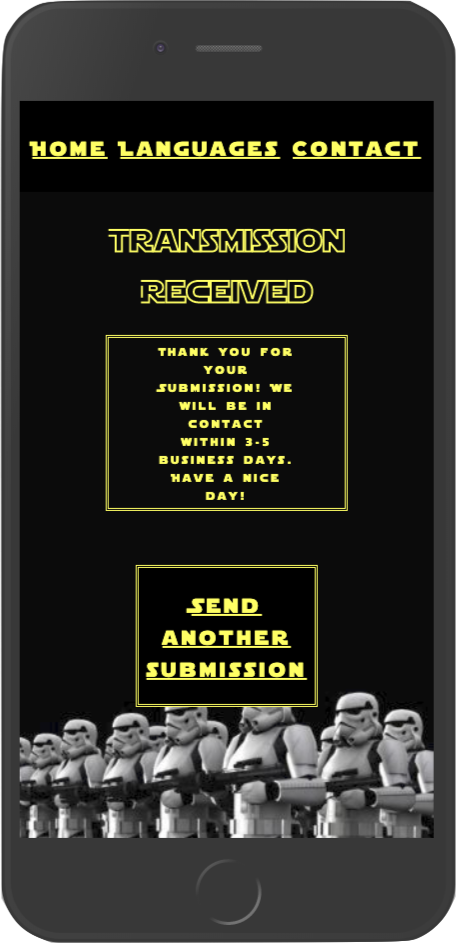 HOME LANGUAGES CONTACT
TRANSMISSION
RECEIVED
THANK YOU FOR
YOUR
SUBMISSION! WE
WILL BE IN
CONTACT
WITHIN 3-5
BUSINESS DAYS.
HAVE A NICE
DAY!
SEND
ANOTHER
SUBMISSION